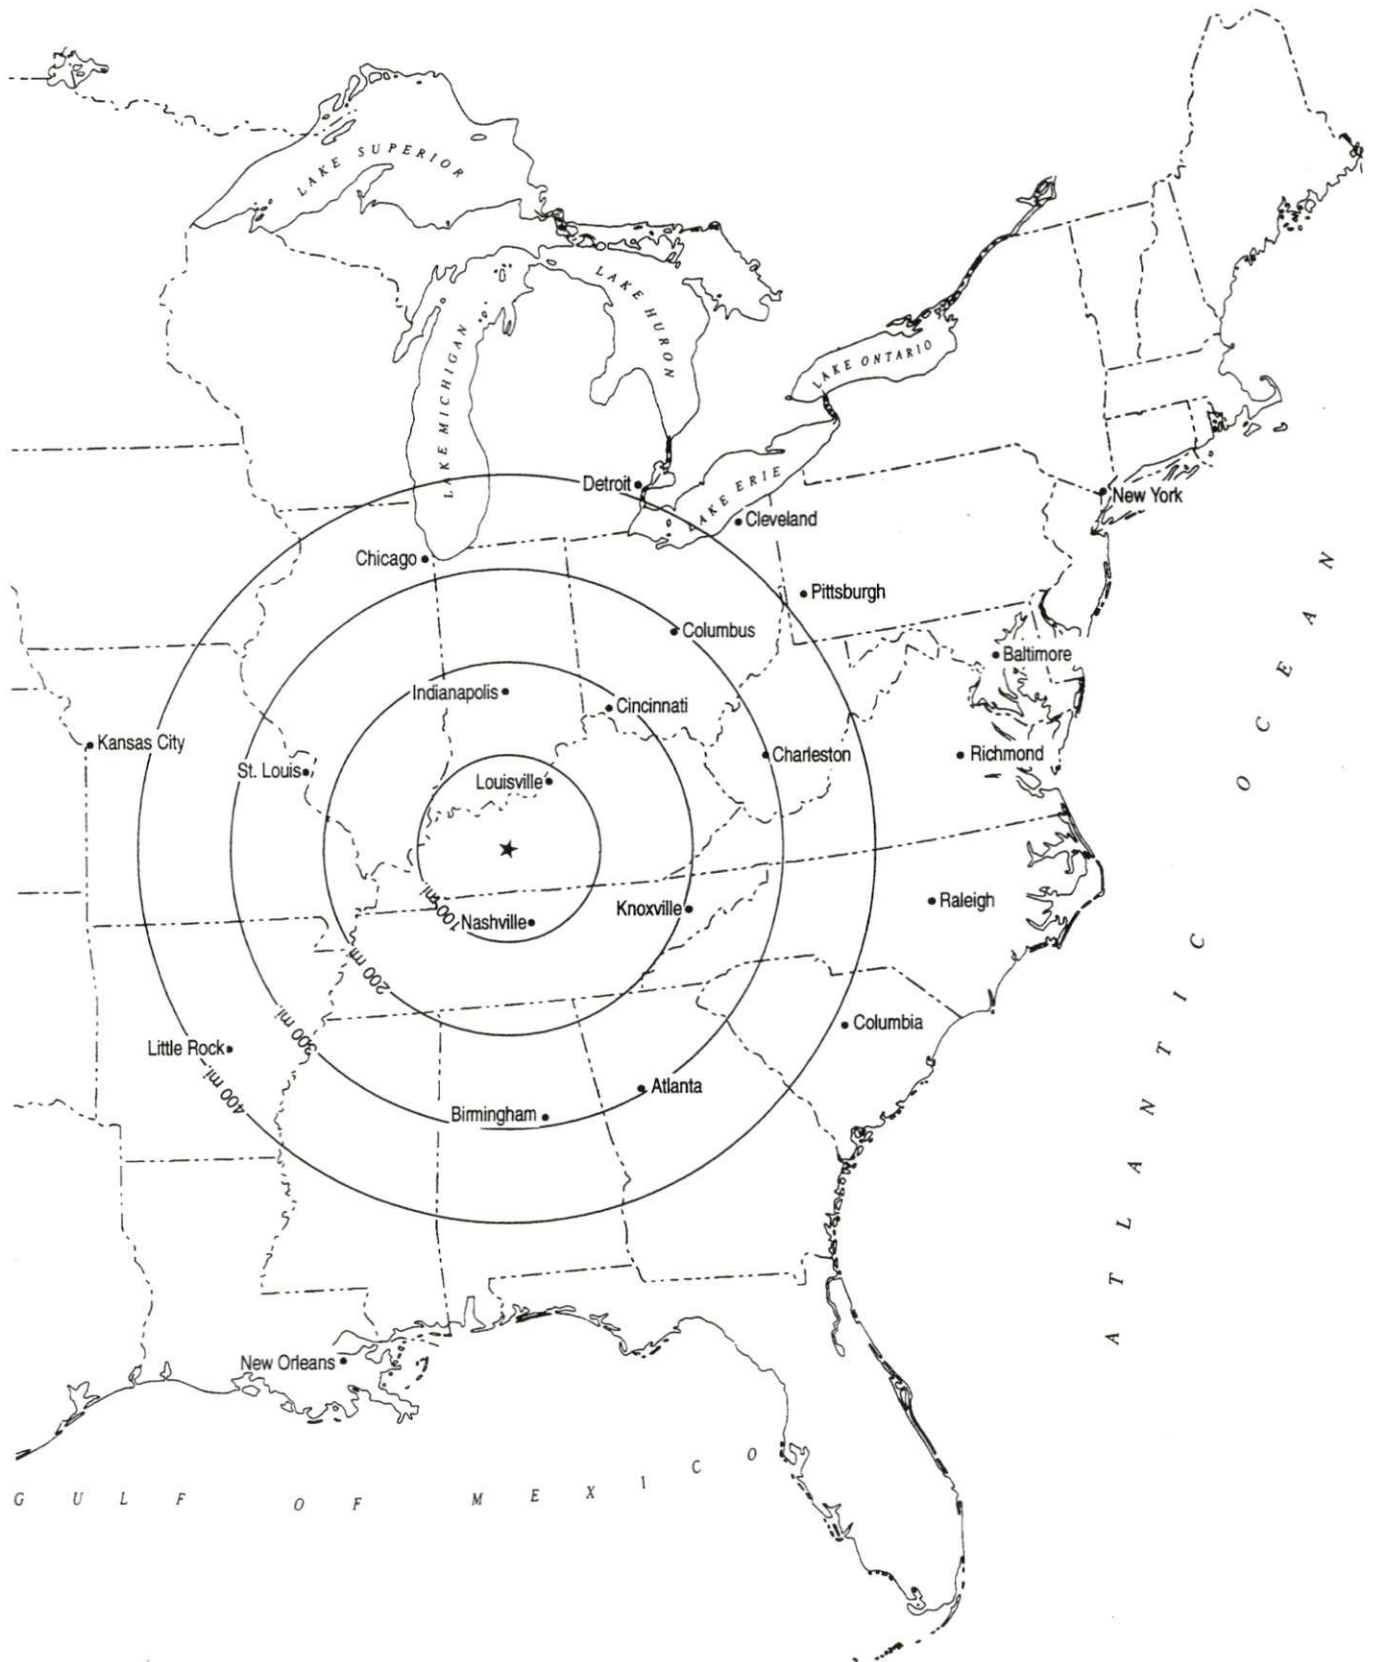 LAKE SUPERIOR
LAKE HURON
LAKE MICHIGAN
LAKE ONTARIO
LAKE ERIE
Detroit
New York
Cleveland
Chicago
Pittsburgh
Columbus
Baltimore
Indianapolis
Cincinnati
Kansas City
Charleston
Richmond
St. Louis
Louisville
100 mi
Nashville
Knoxville
Raleigh
200 mi
Columbia
300 mi
Little Rock
400 mi
Atlanta
Birmingham
New Orleans
ATLANTIC OCEAN
GULF OF MEXICO